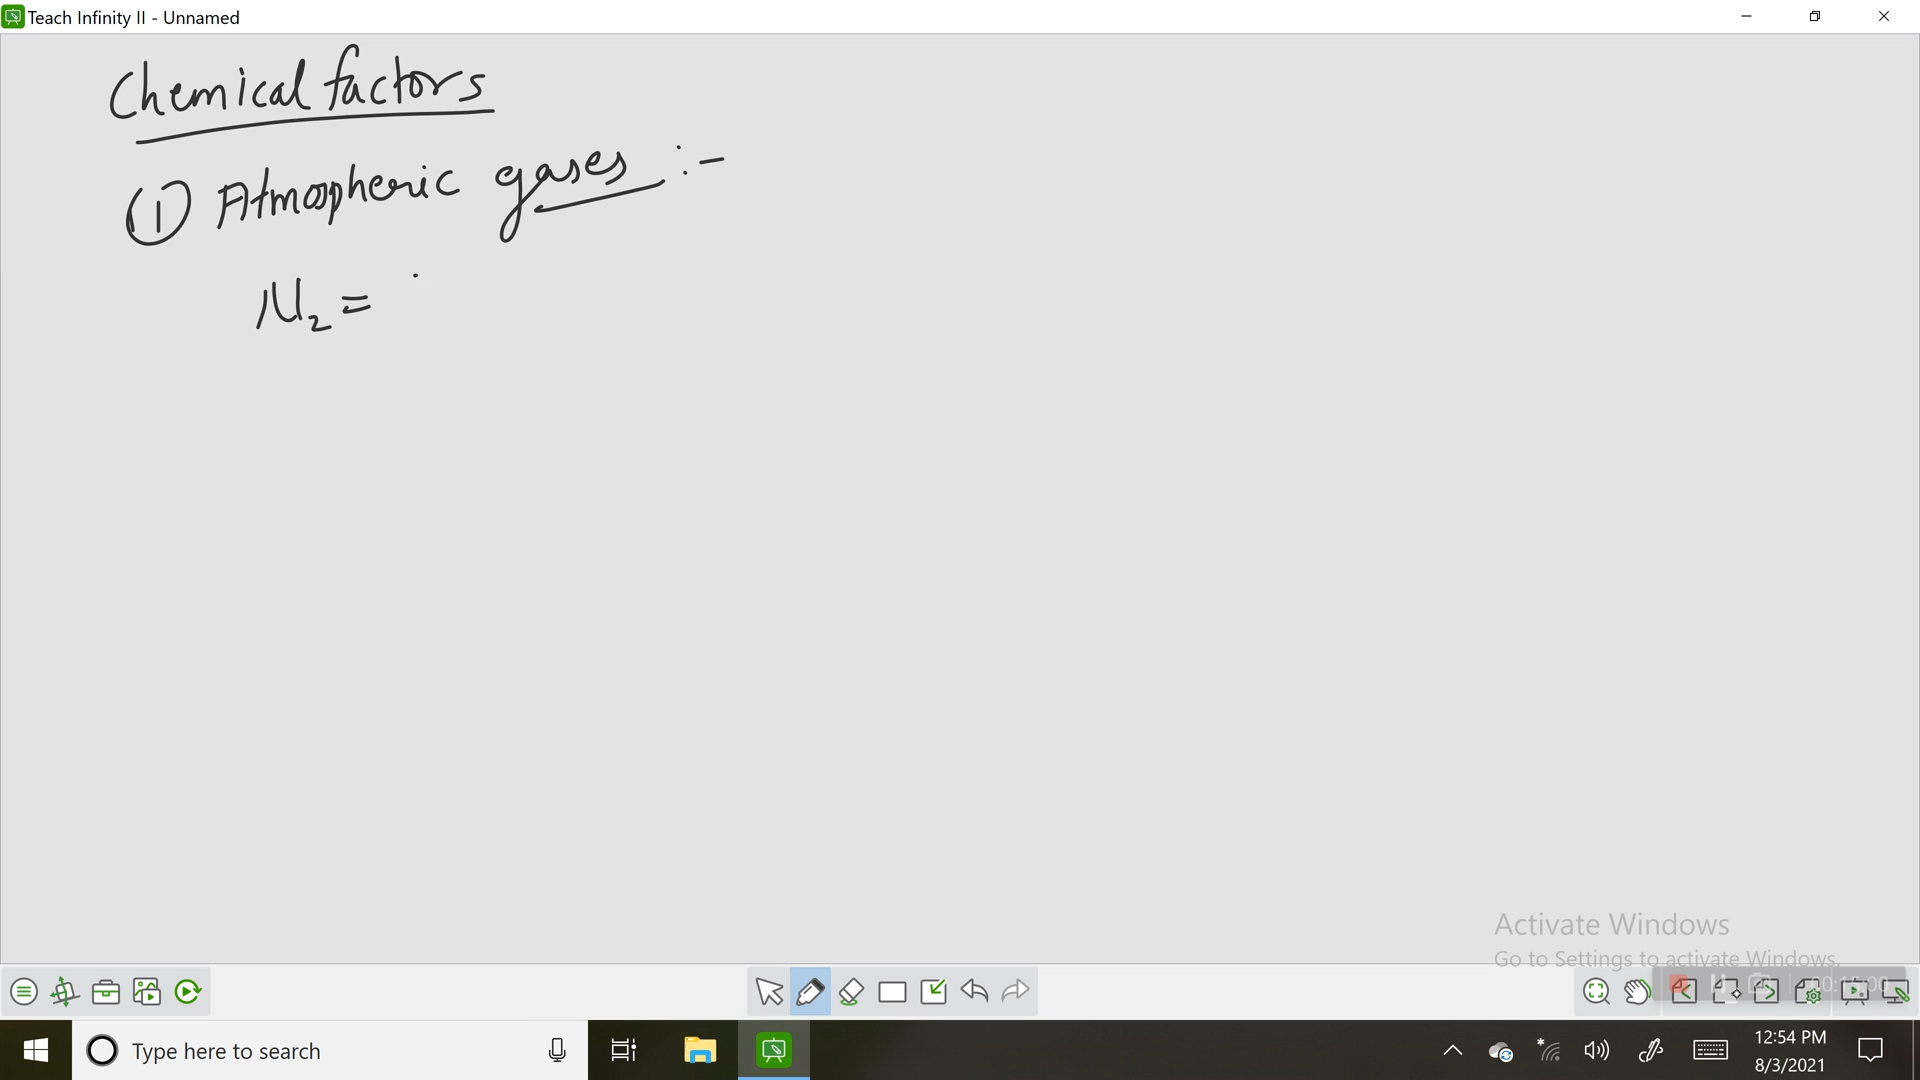 Teach Infinity II - Unnamed
Chemical factors
(1) Atmospheric gases :-
N₂ =
Activate Windows
Go to Settings to activate Windows.
Type here to search
12:54 PM
8/3/2021